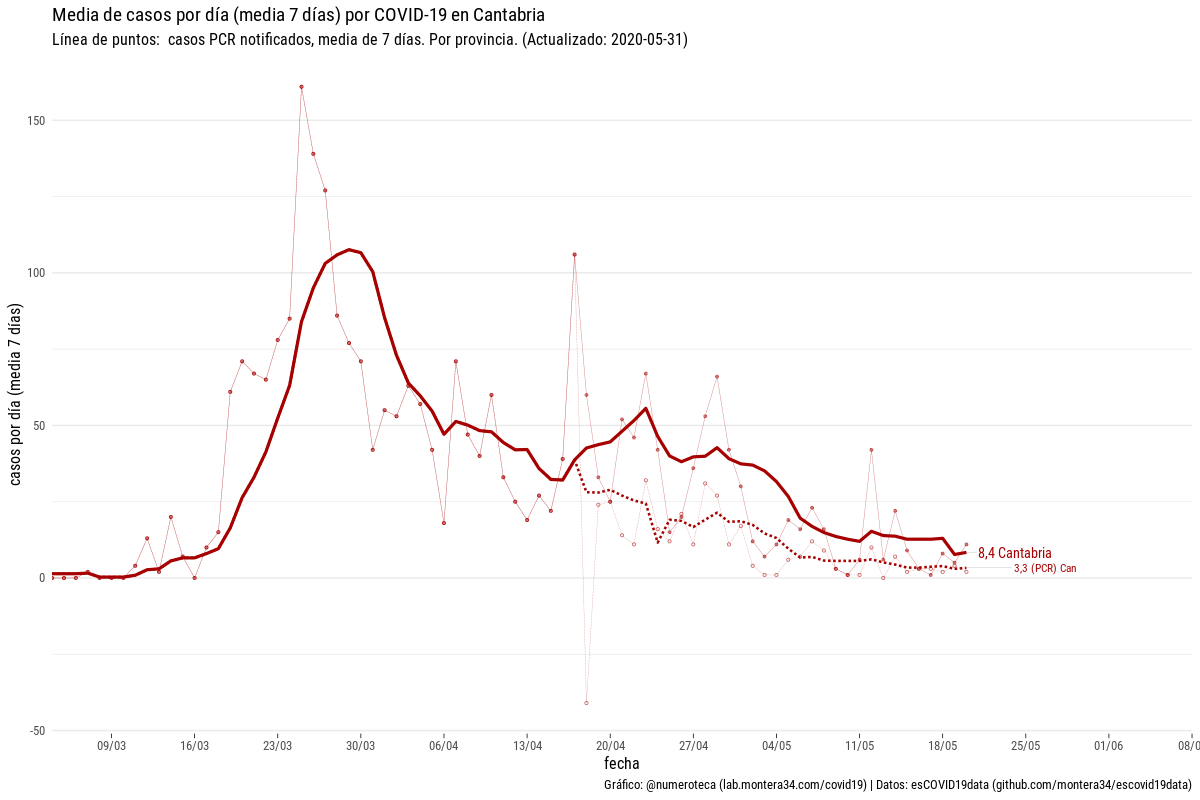 Media de casos por día (media 7 días) por COVID-19 en Cantabria
Línea de puntos:  casos PCR notificados, media de 7 días. Por provincia. (Actualizado: 2020-05-31)
casos por día (media 7 días)
150
100
50
0
-50
8,4 Cantabria
3,3 (PCR) Can
09/03
16/03
23/03
30/03
06/04
13/04
20/04
27/04
04/05
11/05
18/05
25/05
01/06
08/0
fecha
Gráfico: @numeroteca (lab.montera34.com/covid19) | Datos: esCOVID19data (github.com/montera34/escovid19data)